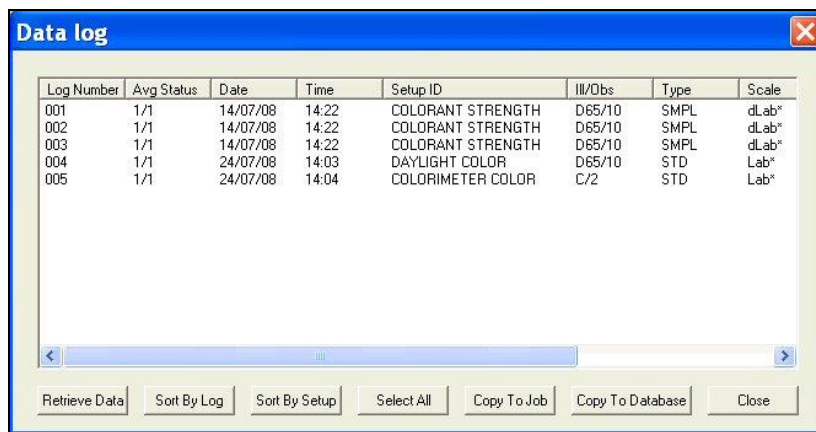 Data log
Log Number Avg Status Date Time Setup ID Ill/Obs Type Scale
001 1/1 14/07/08 14:22 COLORANT STRENGTH D65/10 SMPL dLab*
002 1/1 14/07/08 14:22 COLORANT STRENGTH D65/10 SMPL dLab*
003 1/1 14/07/08 14:22 COLORANT STRENGTH D65/10 SMPL dLab*
004 1/1 24/07/08 14:03 DAYLIGHT COLOR D65/10 STD Lab*
005 1/1 24/07/08 14:04 COLORIMETER COLOR C/2 STD Lab*
Retrieve Data Sort By Log Sort By Setup Select All Copy To Job Copy To Database Close